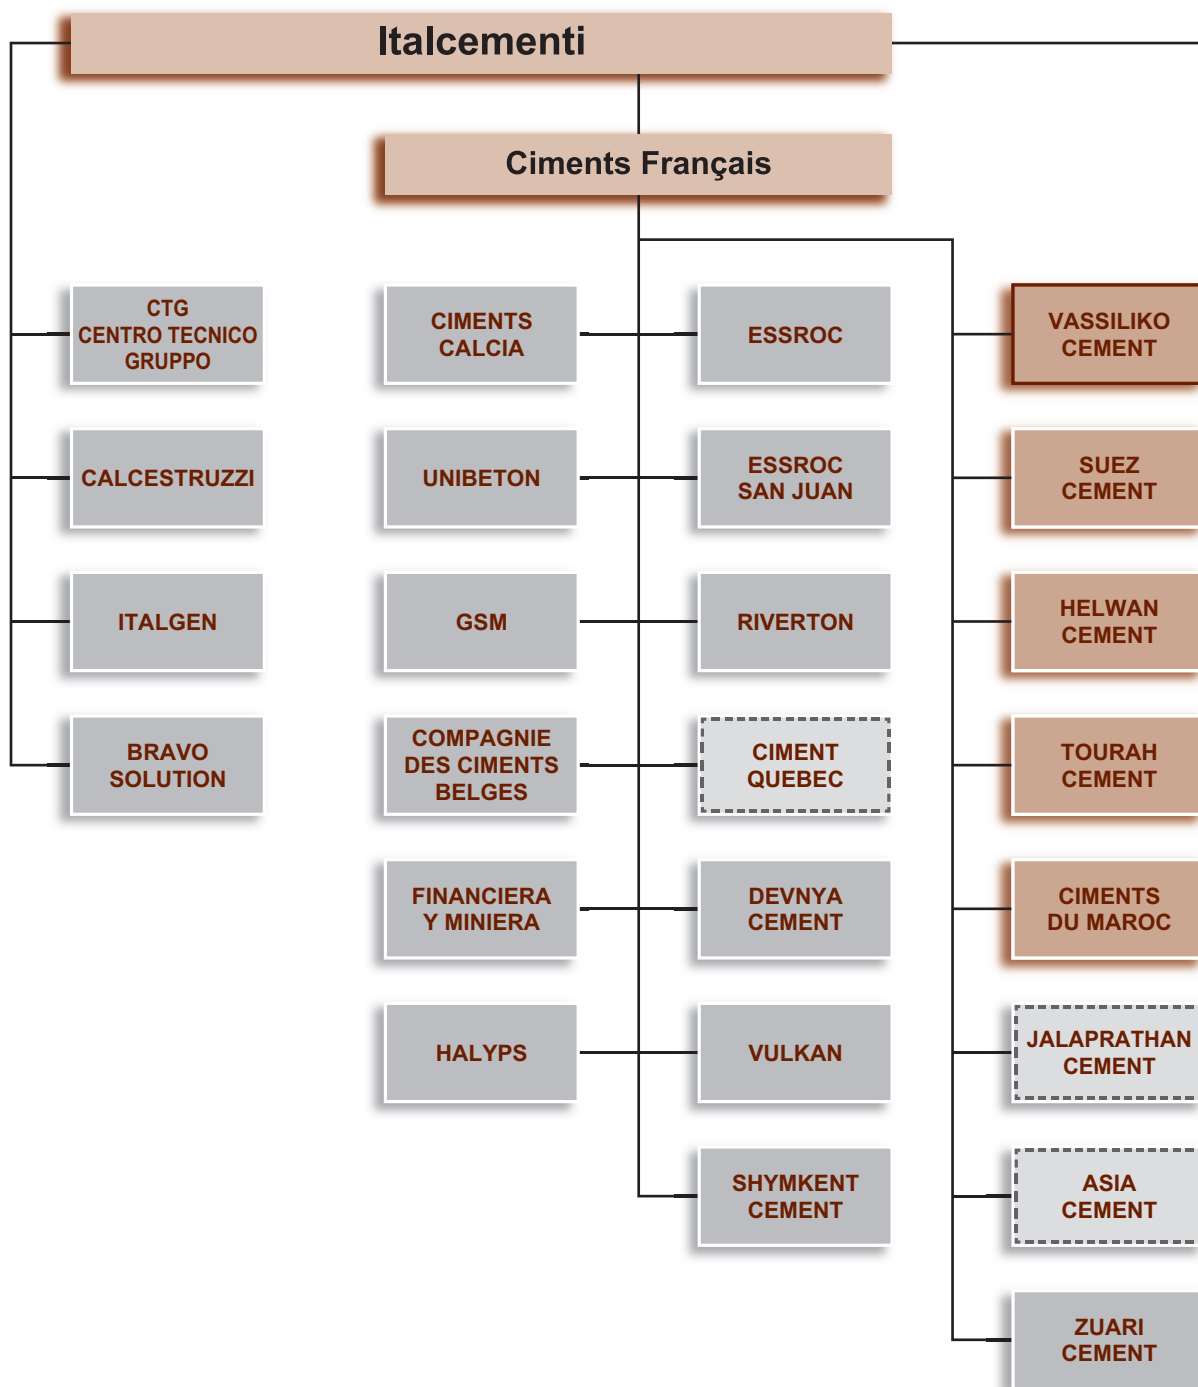 Italcementi
Ciments Français
CTG
CENTRO TECNICO
GRUPPO
CALCESTRUZZI
ITALGEN
BRAVO
SOLUTION
CIMENTS
CALCIA
UNIBETON
GSM
COMPAGNIE
DES CIMENTS
BELGES
FINANCIERA
Y MINIERA
HALYPS
ESSROC
ESSROC
SAN JUAN
RIVERTON
CIMENT
QUEBEC
DEVNYA
CEMENT
VULKAN
SHYMKENT
CEMENT
VASSILIKO
CEMENT
SUEZ
CEMENT
HELWAN
CEMENT
TOURAH
CEMENT
CIMENTS
DU MAROC
JALAPRATHAN
CEMENT
ASIA
CEMENT
ZUARI
CEMENT